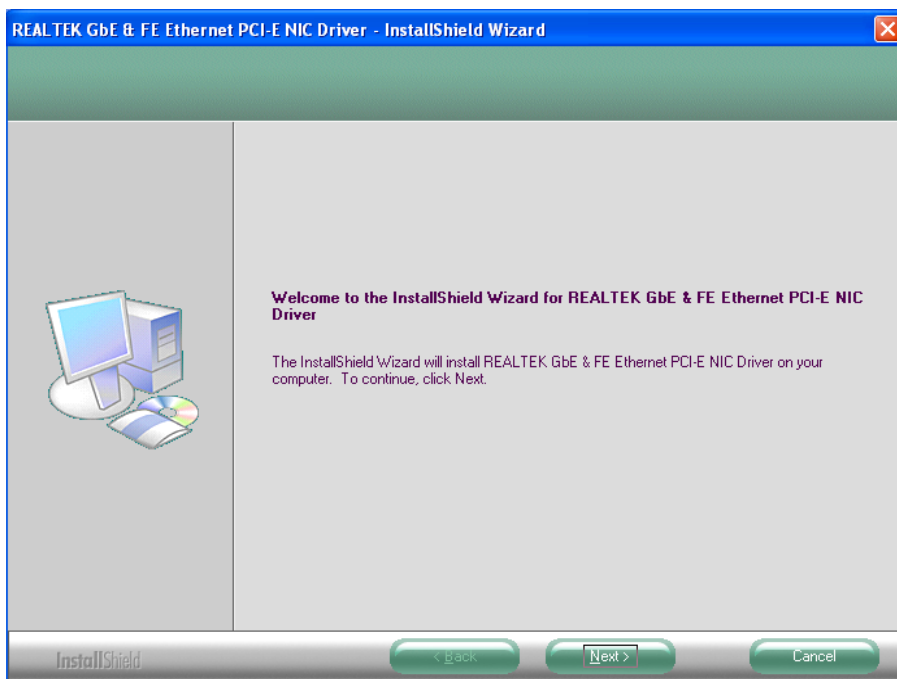 REALTEK GbE & FE Ethernet PCI-E NIC Driver - InstallShield Wizard
Welcome to the InstallShield Wizard for REALTEK GbE & FE Ethernet PCI-E NIC
Driver
The InstallShield Wizard will install REALTEK GbE & FE Ethernet PCI-E NIC Driver on your
computer. To continue, click Next.
InstallShield
< Back
Next >
Cancel